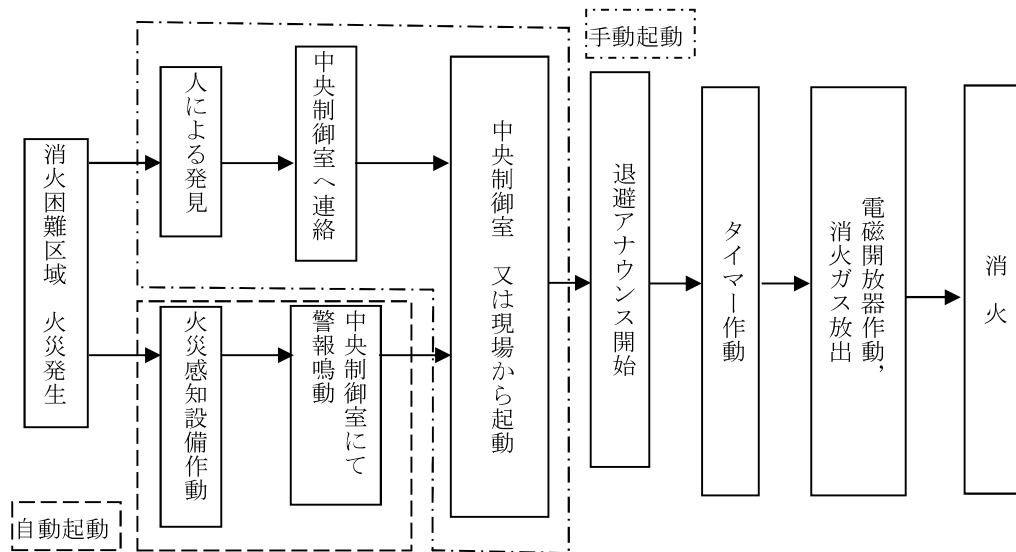 手動起動
消火困難区域　火災発生
人による発見
中央制御室へ連絡
火災感知設備作動
中央制御室にて
警報鳴動
中央制御室　又は現場から起動
退避アナウンス開始
タイマー作動
電磁開放器作動,
消火ガス放出
消　火
自動起動